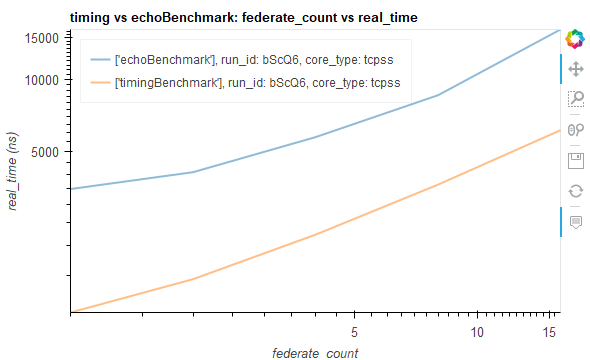 timing vs echoBenchmark: federate_count vs real_time
15000
['echoBenchmark'], run_id: bScQ6, core_type: tcpss
['timingBenchmark'], run_id: bScQ6, core_type: tcpss
10000
5000
real_time (ns)
5
10
15
federate_count